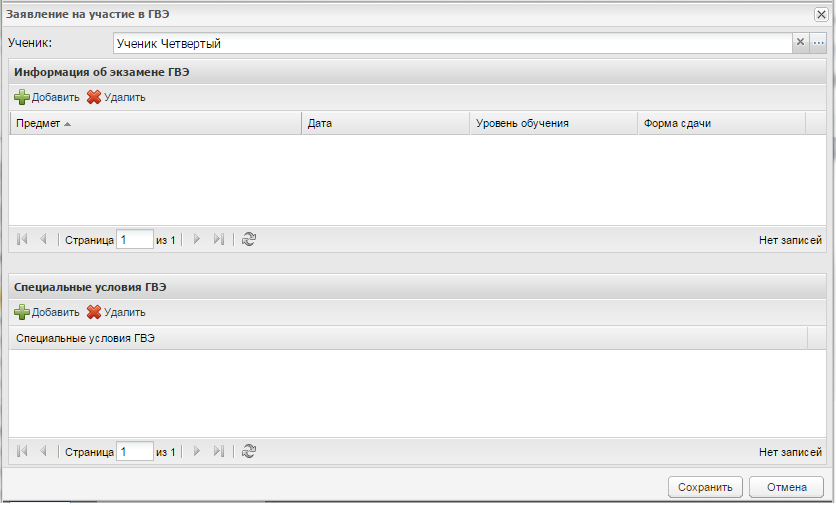 Заявление на участие в ГВЭ
Ученик: Ученик Четвертый
Информация об экзамене ГВЭ
Добавить Удалить
Предмет Дата Уровень обучения Форма сдачи
Страница 1 из 1 Нет записей
Специальные условия ГВЭ
Добавить Удалить
Специальные условия ГВЭ
Страница 1 из 1 Нет записей
Сохранить Отмена